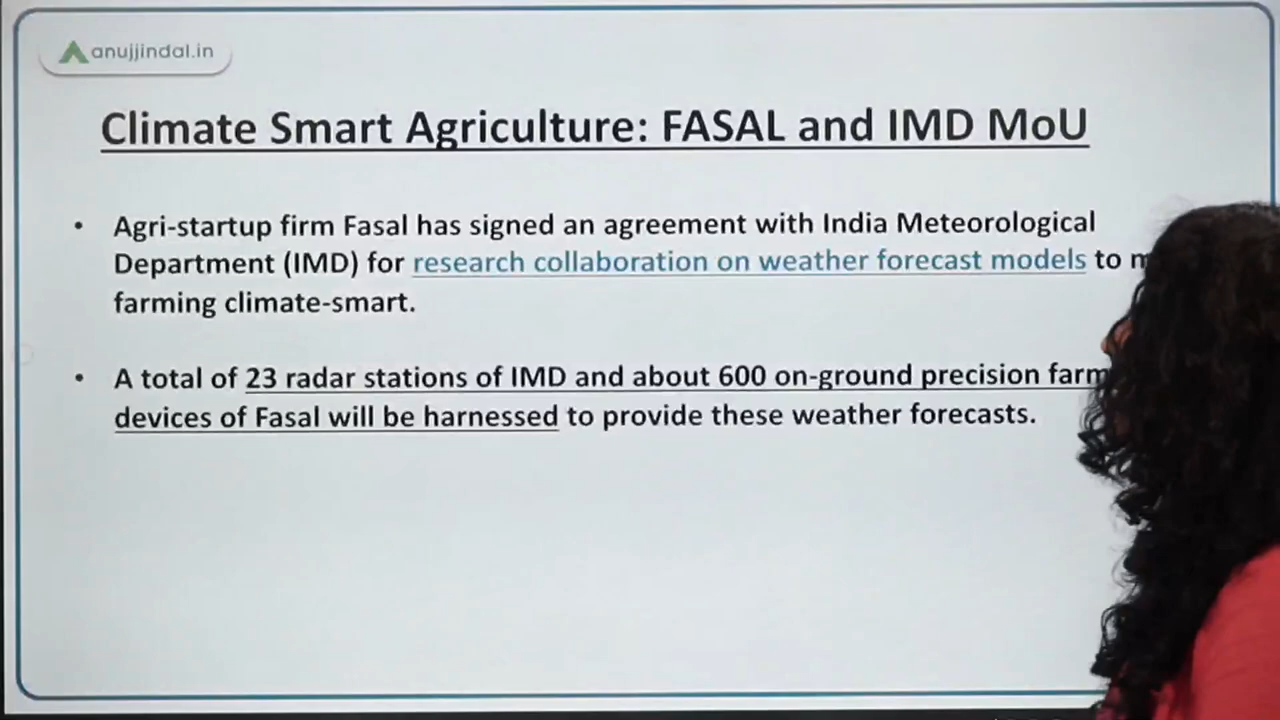 anujjindal.in
Climate Smart Agriculture: FASAL and IMD MoU
• Agri-startup firm Fasal has signed an agreement with India Meteorological
Department (IMD) for research collaboration on weather forecast models to
farming climate-smart.
• A total of 23 radar stations of IMD and about 600 on-ground precision
devices of Fasal will be harnessed to provide these weather forecasts.